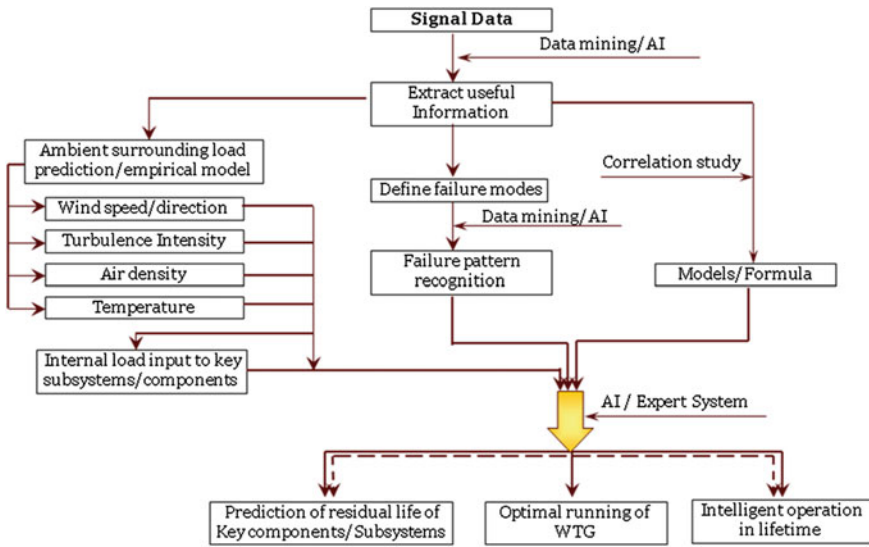 Signal Data
Data mining/AI
Extract useful
Information
Ambient surrounding load
prediction/empirical model
Correlation study
Wind speed/direction
Define failure modes
Data mining/AI
Turbulence Intensity
Air density
Failure pattern
recognition
Models/Formula
Temperature
Internal load input to key
subsystems/components
AI / Expert System
Prediction of residual life of
Key components/Subsystems
Optimal running of
WTG
Intelligent operation
in lifetime